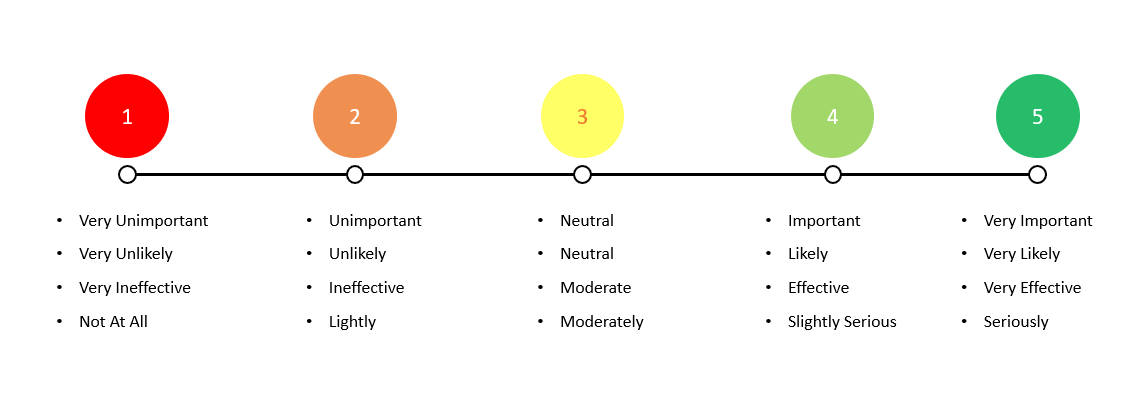 1 2 3 4 5
• Very Unimportant • Unimportant • Neutral • Important • Very Important
• Very Unlikely • Unlikely • Neutral • Likely • Very Likely
• Very Ineffective • Ineffective • Moderate • Effective • Very Effective
• Not At All • Lightly • Moderately • Slightly Serious • Seriously